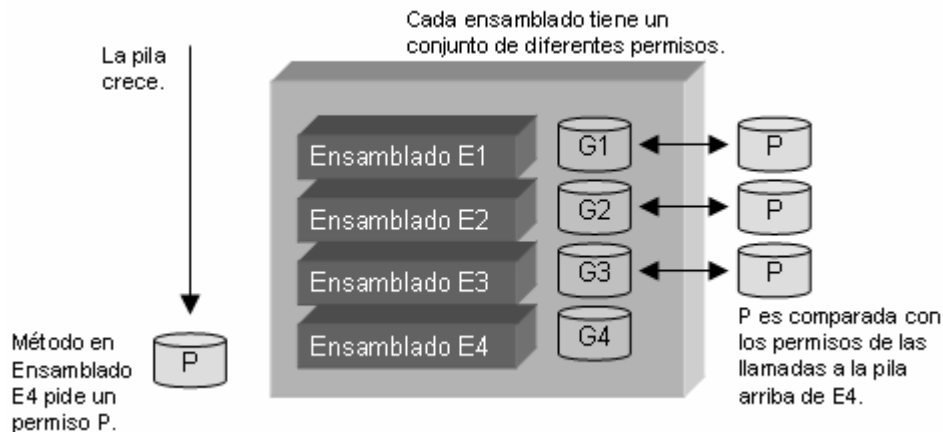 Cada ensamblado tiene un
conjunto de diferentes permisos.
La pila
crece.
Ensamblado E1
G1
P
Ensamblado E2
G2
P
Ensamblado E3
G3
P
Ensamblado E4
G4
Método en
Ensamblado
E4 pide un
permiso P.
P
P es comparada con
los permisos de las
llamadas a la pila
arriba de E4.